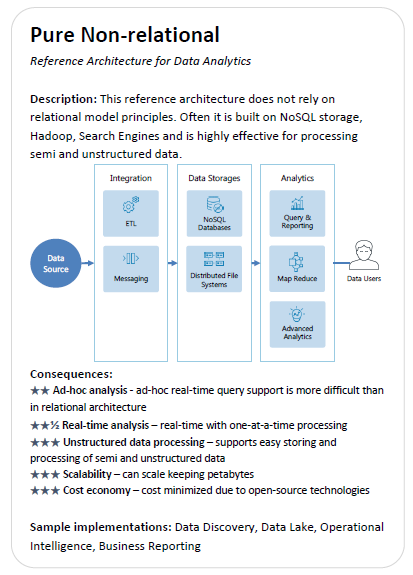 Pure Non-relational
Reference Architecture for Data Analytics
Description: This reference architecture does not rely on
relational model principles. Often it is built on NoSQL storage,
Hadoop, Search Engines and is highly effective for processing
semi and unstructured data.
Integration
Data Storages
Analytics
ETL
NoSQL
Databases
Query &
Reporting
Data
Source
Messaging
Distributed File
Systems
Map Reduce
Data Users
Advanced
Analytics
Consequences:
★★ Ad-hoc analysis - ad-hoc real-time query support is more difficult than
in relational architecture
★★½ Real-time analysis – real-time with one-at-a-time processing
★★★ Unstructured data processing – supports easy storing and
processing of semi and unstructured data
★★★ Scalability – can scale keeping petabytes
★★★ Cost economy – cost minimized due to open-source technologies
Sample implementations: Data Discovery, Data Lake, Operational
Intelligence, Business Reporting